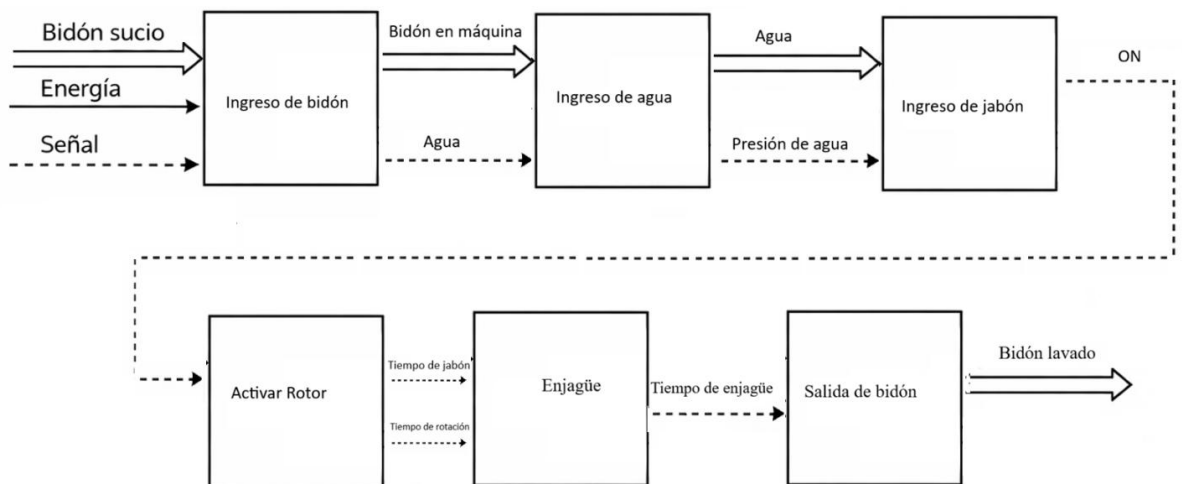 Bidón sucio
Energía
Señal
Ingreso de bidón
Bidón en máquina
Agua
Ingreso de agua
Agua
Presión de agua
Ingreso de jabón
ON
Activar Rotor
Tiempo de jabón
Tiempo de rotación
Enjagüe
Tiempo de enjagüe
Salida de bidón
Bidón lavado